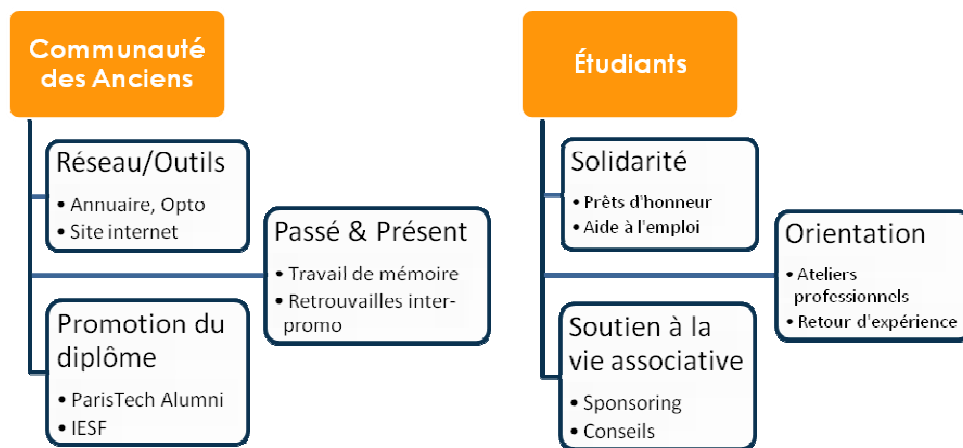 Communauté
des Anciens
Réseau/Outils
• Annuaire, Opto
• Site internet
Passé & Présent
• Travail de mémoire
• Retrouvailles inter-
promo
Promotion du
diplôme
• ParisTech Alumni
• IESF
Étudiants
Solidarité
• Prêts d'honneur
• Aide à l'emploi
Orientation
• Ateliers
professionnels
• Retour d'expérience
Soutien à la
vie associative
• Sponsoring
• Conseils